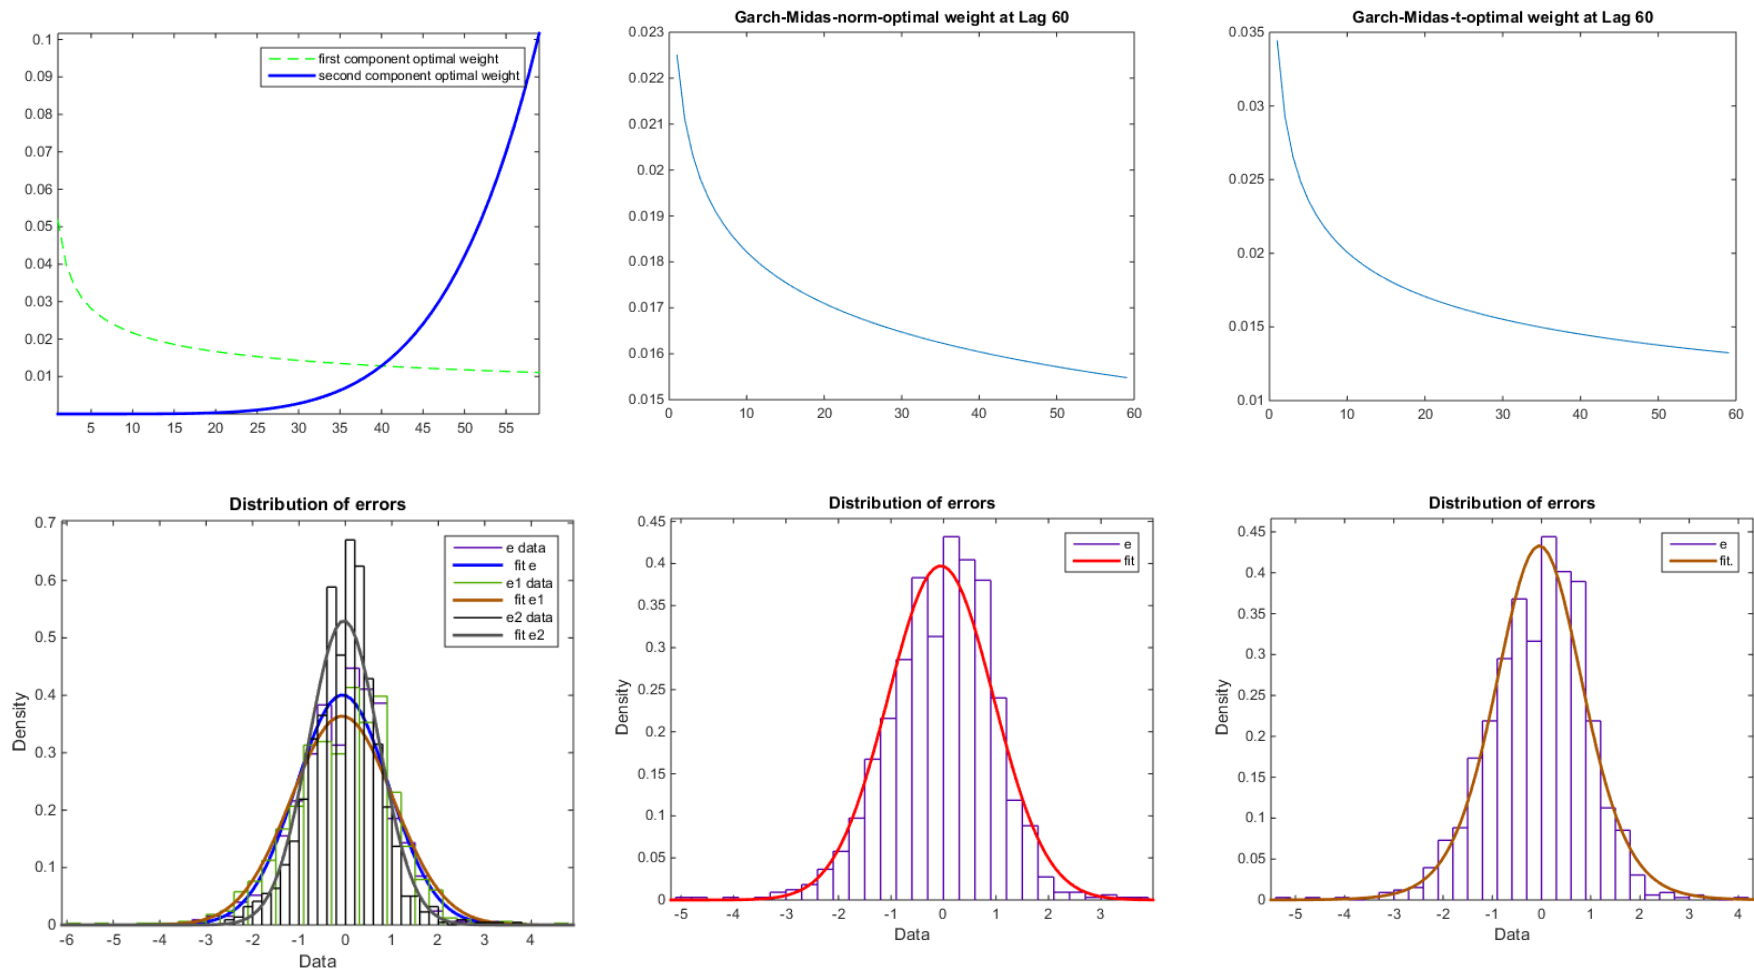 0.1
0.09
0.08
0.07
0.06
0.05
0.04
0.03
0.02
0.01
5 10 15 20 25 30 35 40 45 50 55
first component optimal weight
second component optimal weight
Garch-Midas-norm-optimal weight at Lag 60
0.023
0.022
0.021
0.02
0.019
0.018
0.017
0.016
0.015
0 10 20 30 40 50 60
Garch-Midas-t-optimal weight at Lag 60
0.035
0.03
0.025
0.02
0.015
0.01
0 10 20 30 40 50 60
Distribution of errors
0.7
0.6
0.5
0.4
0.3
0.2
0.1
0
Density
e data
fit e
e1 data
fit e1
e2 data
fit e2
-6 -5 -4 -3 -2 -1 0 1 2 3 4
Data
Distribution of errors
0.45
0.4
0.35
0.3
0.25
0.2
0.15
0.1
0.05
0
Density
e
fit
-5 -4 -3 -2 -1 0 1 2 3
Data
Distribution of errors
0.45
0.4
0.35
0.3
0.25
0.2
0.15
0.1
0.05
0
Density
e
fit.
-5 -4 -3 -2 -1 0 1 2 3 4
Data